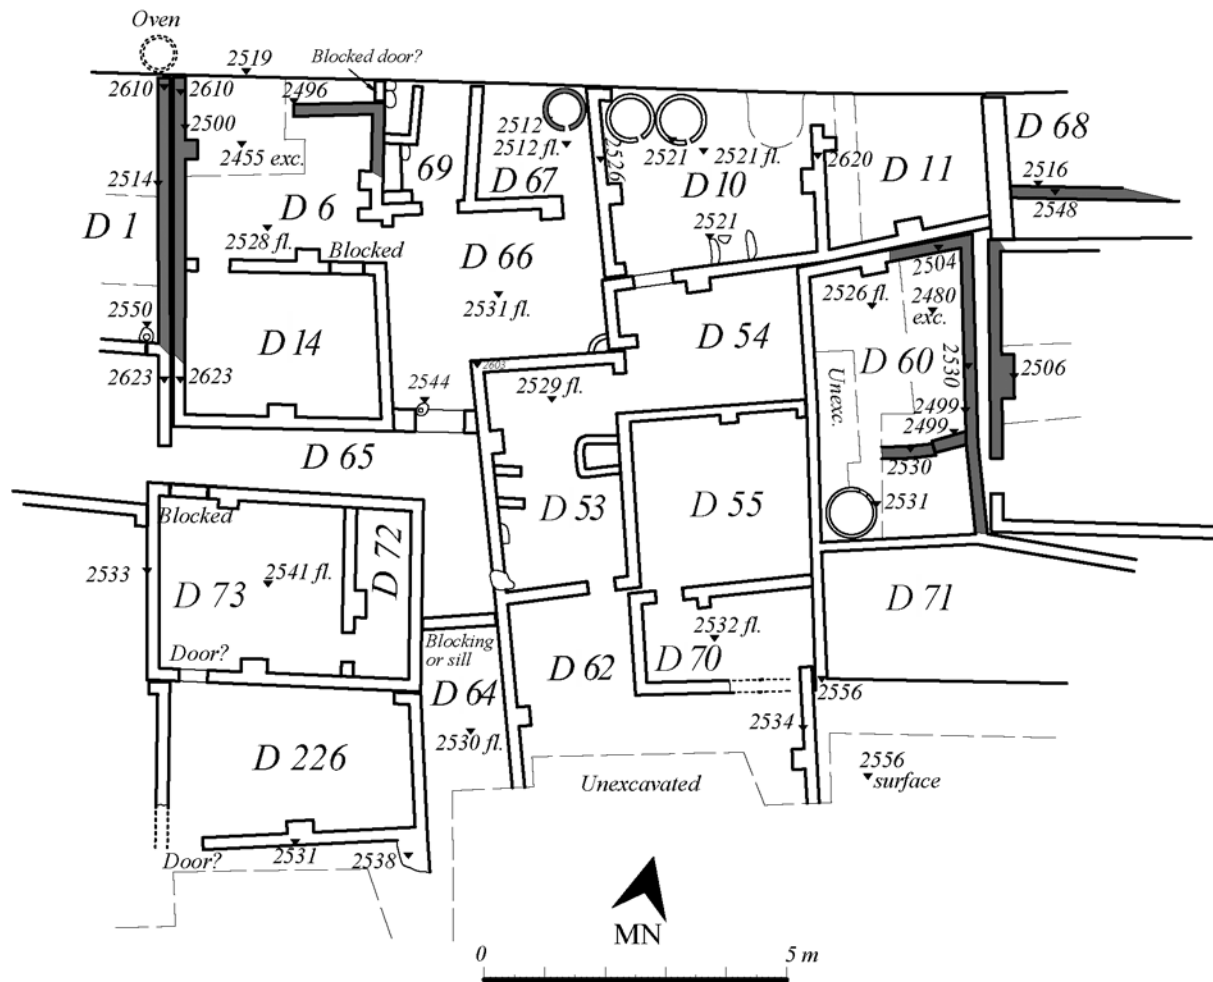 Oven
2519
Blocked door?
2610
2610
2496
2500
2455 exc.
2514
69
2512
2512 fl.
D 67
2526
2521
2521 fl.
D 10
2620
D 11
D 68
2516
2548
D 1
D 6
2528 fl.
Blocked
D 66
2521
2531 fl.
2504
2526 fl.
2480
exc.
2550
D 14
D 54
D 60
2530
2506
2623
2623
2603
2544
2529 fl.
Unexc.
2499
2499
2530
D 65
D 53
D 55
2531
Blocked
D 72
2533
2541 fl.
D 73
D 71
2532 fl.
Door?
Blocking
or sill
D 62
D 70
D 64
2556
2534
2530 fl.
D 226
Unexcavated
2556
surface
Door?
2531
2538
MN
0
5 m